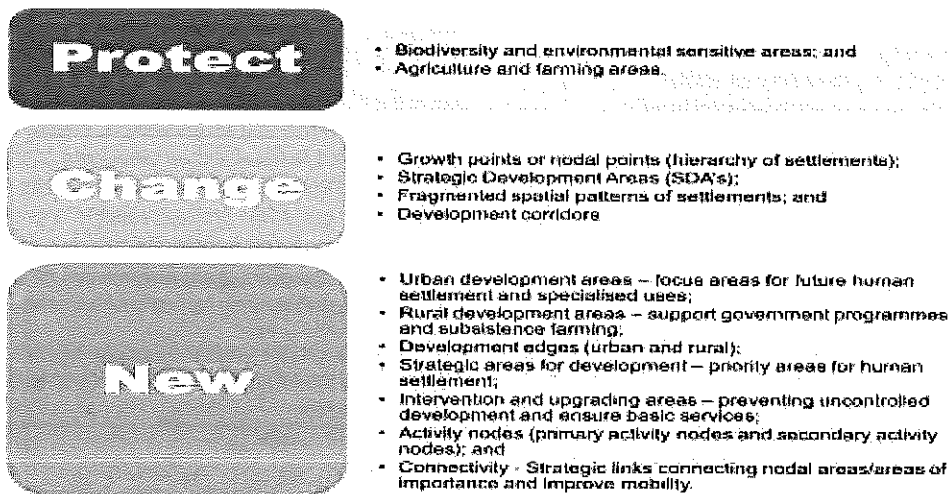 Protect
• Biodiversity and environmental sensitive areas; and
• Agriculture and farming areas.
Change
• Growth points or nodal points (hierarchy of settlements);
• Strategic Development Areas (SDA's);
• Fragmented spatial patterns of settlements; and
• Development corridors
New
• Urban development areas – focus areas for future human
settlement and specialised uses;
• Rural development areas – support government programmes
and subsistence farming;
• Development edges (urban and rural);
• Strategic areas for development – priority areas for human
settlement;
• Intervention and upgrading areas – preventing uncontrolled
development and ensure basic services;
• Activity nodes (primary activity nodes and secondary activity
nodes); and
• Connectivity - Strategic links connecting nodal areas/areas of
importance and improve mobility.